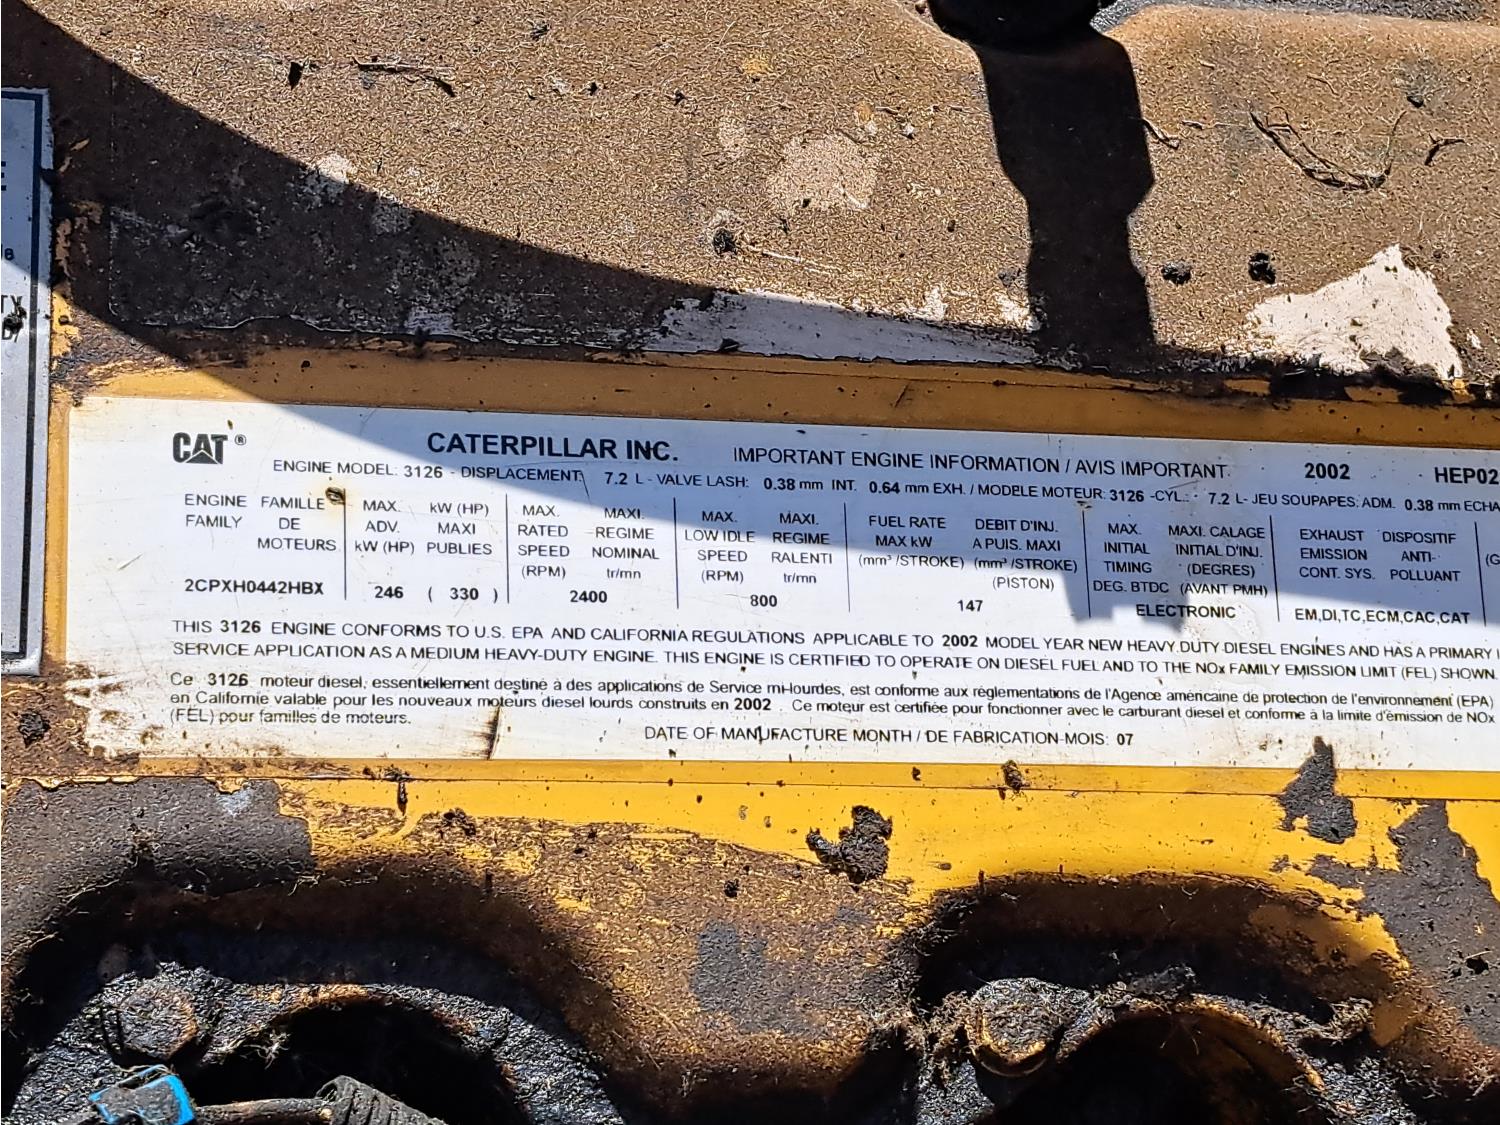 CAT ® CATERPILLAR INC. IMPORTANT ENGINE INFORMATION / AVIS IMPORTANT 2002 HEP02
ENGINE MODEL: 3126 - DISPLACEMENT: 7.2 L - VALVE LASH: 0.38 mm INT. 0.64 mm EXH. / MODELE MOTEUR: 3126 -CYL.: 7.2 L- JEU SOUPAPES: ADM. 0.38 mm ECHA
ENGINE FAMILLE MAX. kW (HP) MAX. MAXI. MAX. MAXI. FUEL RATE DEBIT D'INJ. MAX. MAXI. CALAGE EXHAUST DISPOSITIF
FAMILY DE ADV. MAXI RATED REGIME LOW IDLE REGIME MAX kW A PUIS. MAXI INITIAL INITIAL D'INJ. EMISSION ANTI-
MOTEURS kW (HP) PUBLIES SPEED NOMINAL SPEED RALENTI (mm³ /STROKE) (mm³ /STROKE) TIMING (DEGRES) CONT. SYS. POLLUANT
(RPM) tr/mn (RPM) tr/mn (PISTON) DEG. BTDC (AVANT PMH)
2CPXH0442HBX 246 ( 330 ) 2400 800 147 ELECTRONIC EM,DI,TC,ECM,CAC,CAT
THIS 3126 ENGINE CONFORMS TO U.S. EPA AND CALIFORNIA REGULATIONS APPLICABLE TO 2002 MODEL YEAR NEW HEAVY DUTY DIESEL ENGINES AND HAS A PRIMARY
SERVICE APPLICATION AS A MEDIUM HEAVY-DUTY ENGINE. THIS ENGINE IS CERTIFIED TO OPERATE ON DIESEL FUEL AND TO THE NOx FAMILY EMISSION LIMIT (FEL) SHOWN.
Ce 3126 moteur diesel, essentiellement destiné à des applications de Service mi-lourdes, est conforme aux réglementations de l'Agence américaine de protection de l'environnement (EPA)
en Californie valable pour les nouveaux moteurs diesel lourds construits en 2002 . Ce moteur est certifiée pour fonctionner avec le carburant diesel et conforme à la limite d'émission de NOx
(FEL) pour familles de moteurs.
DATE OF MANUFACTURE MONTH / DE FABRICATION-MOIS: 07